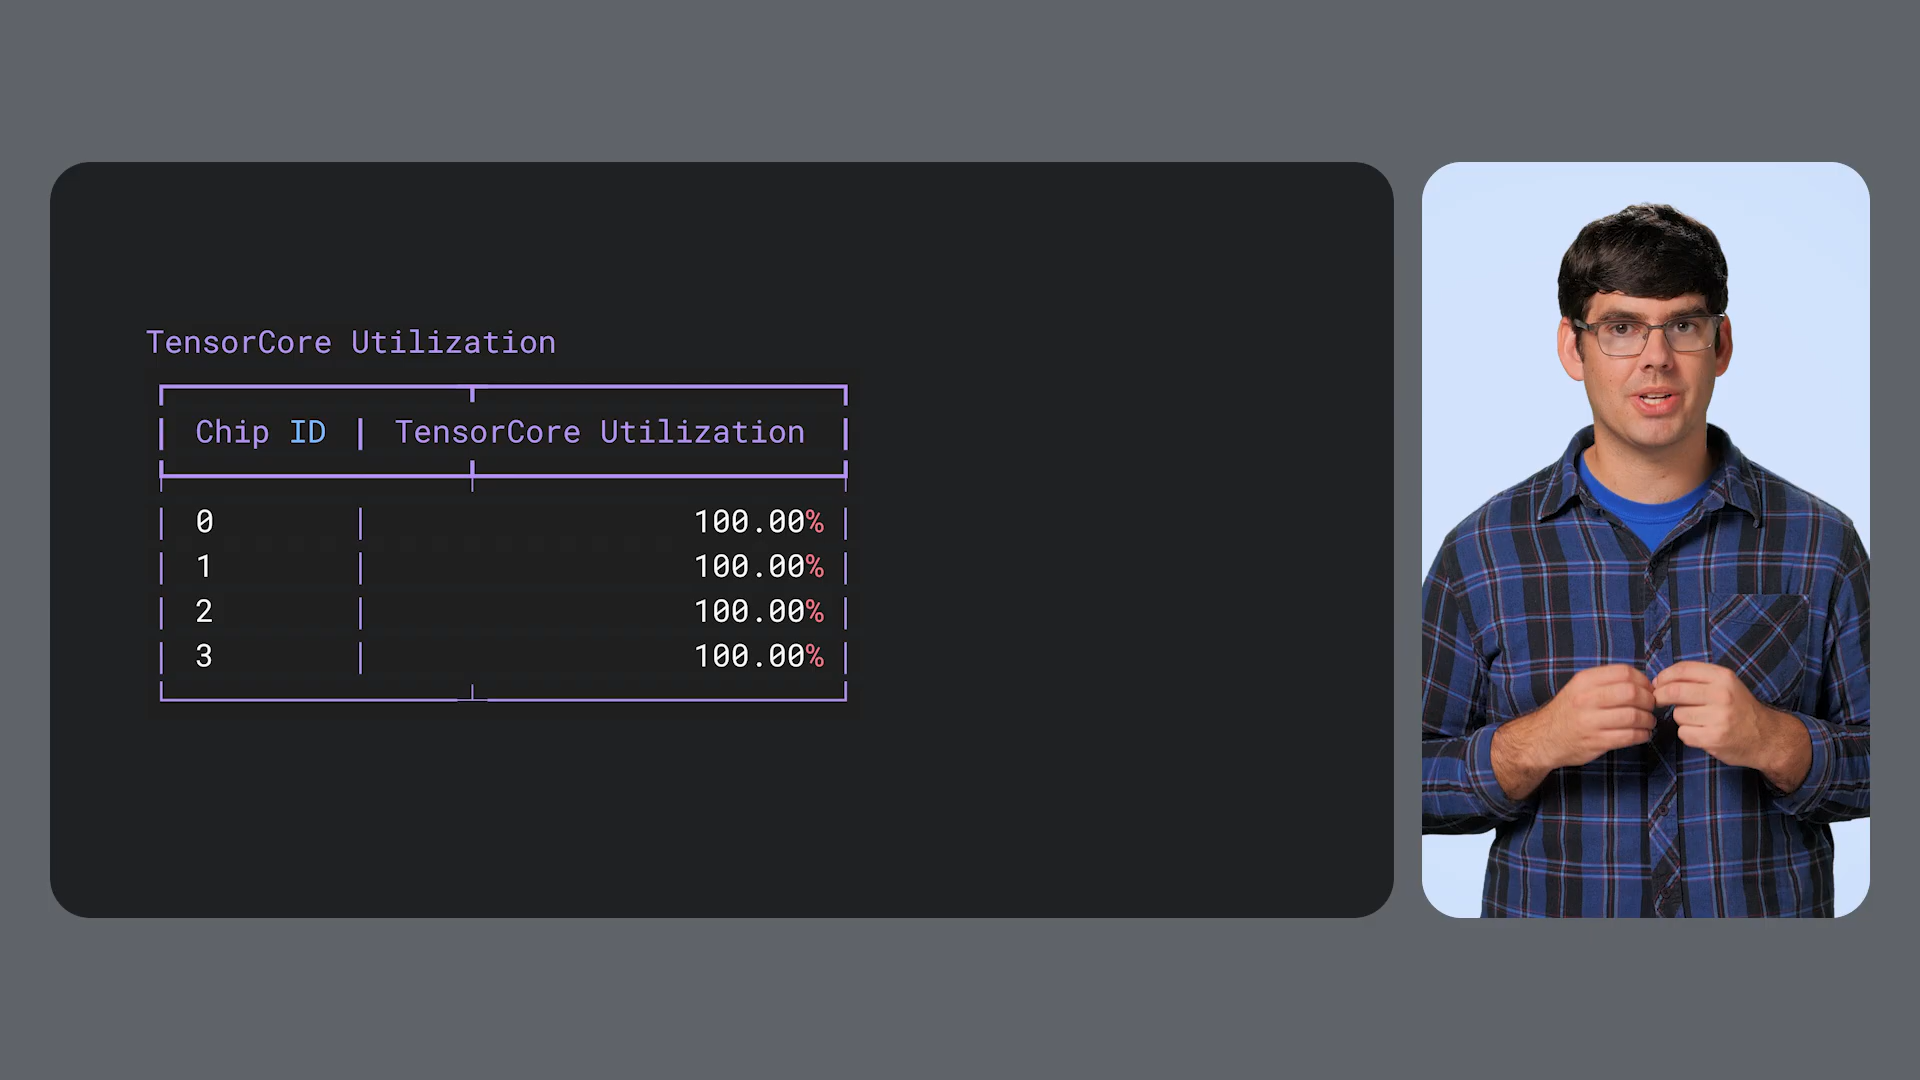 TensorCore Utilization
Chip ID | TensorCore Utilization
0 | 100.00%
1 | 100.00%
2 | 100.00%
3 | 100.00%